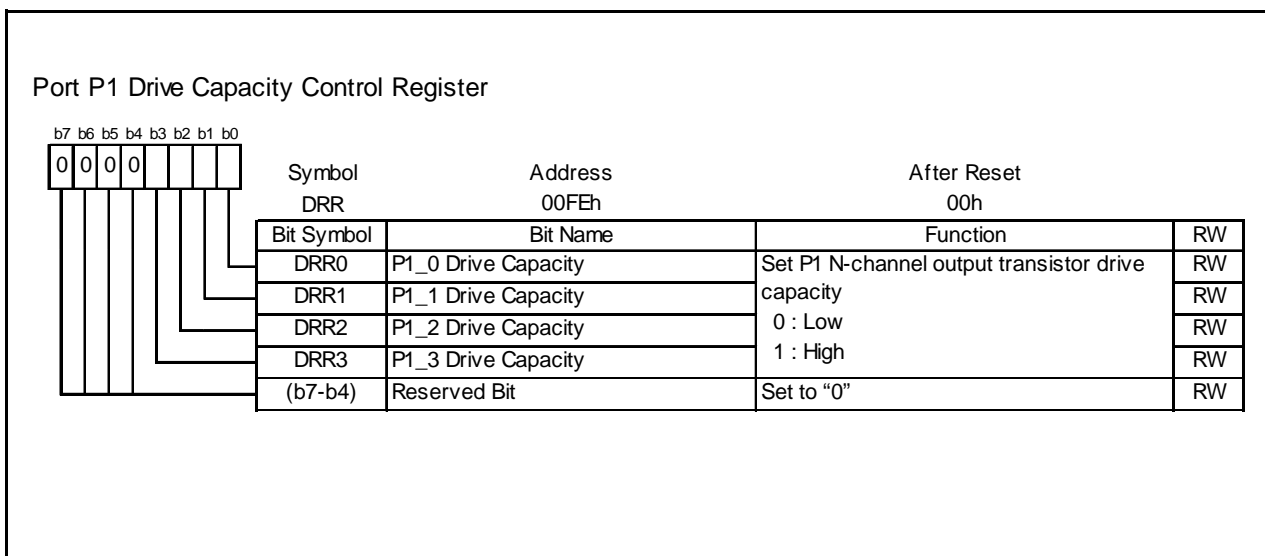 Port P1 Drive Capacity Control Register
b7 b6 b5 b4 b3 b2 b1 b0
0 0 0 0
Symbol Address After Reset
DRR 00FEh 00h
Bit Symbol Bit Name Function RW
DRR0 P1_0 Drive Capacity Set P1 N-channel output transistor drive RW
DRR1 P1_1 Drive Capacity capacity RW
DRR2 P1_2 Drive Capacity 0 : Low RW
DRR3 P1_3 Drive Capacity 1 : High RW
(b7-b4) Reserved Bit Set to “0” RW